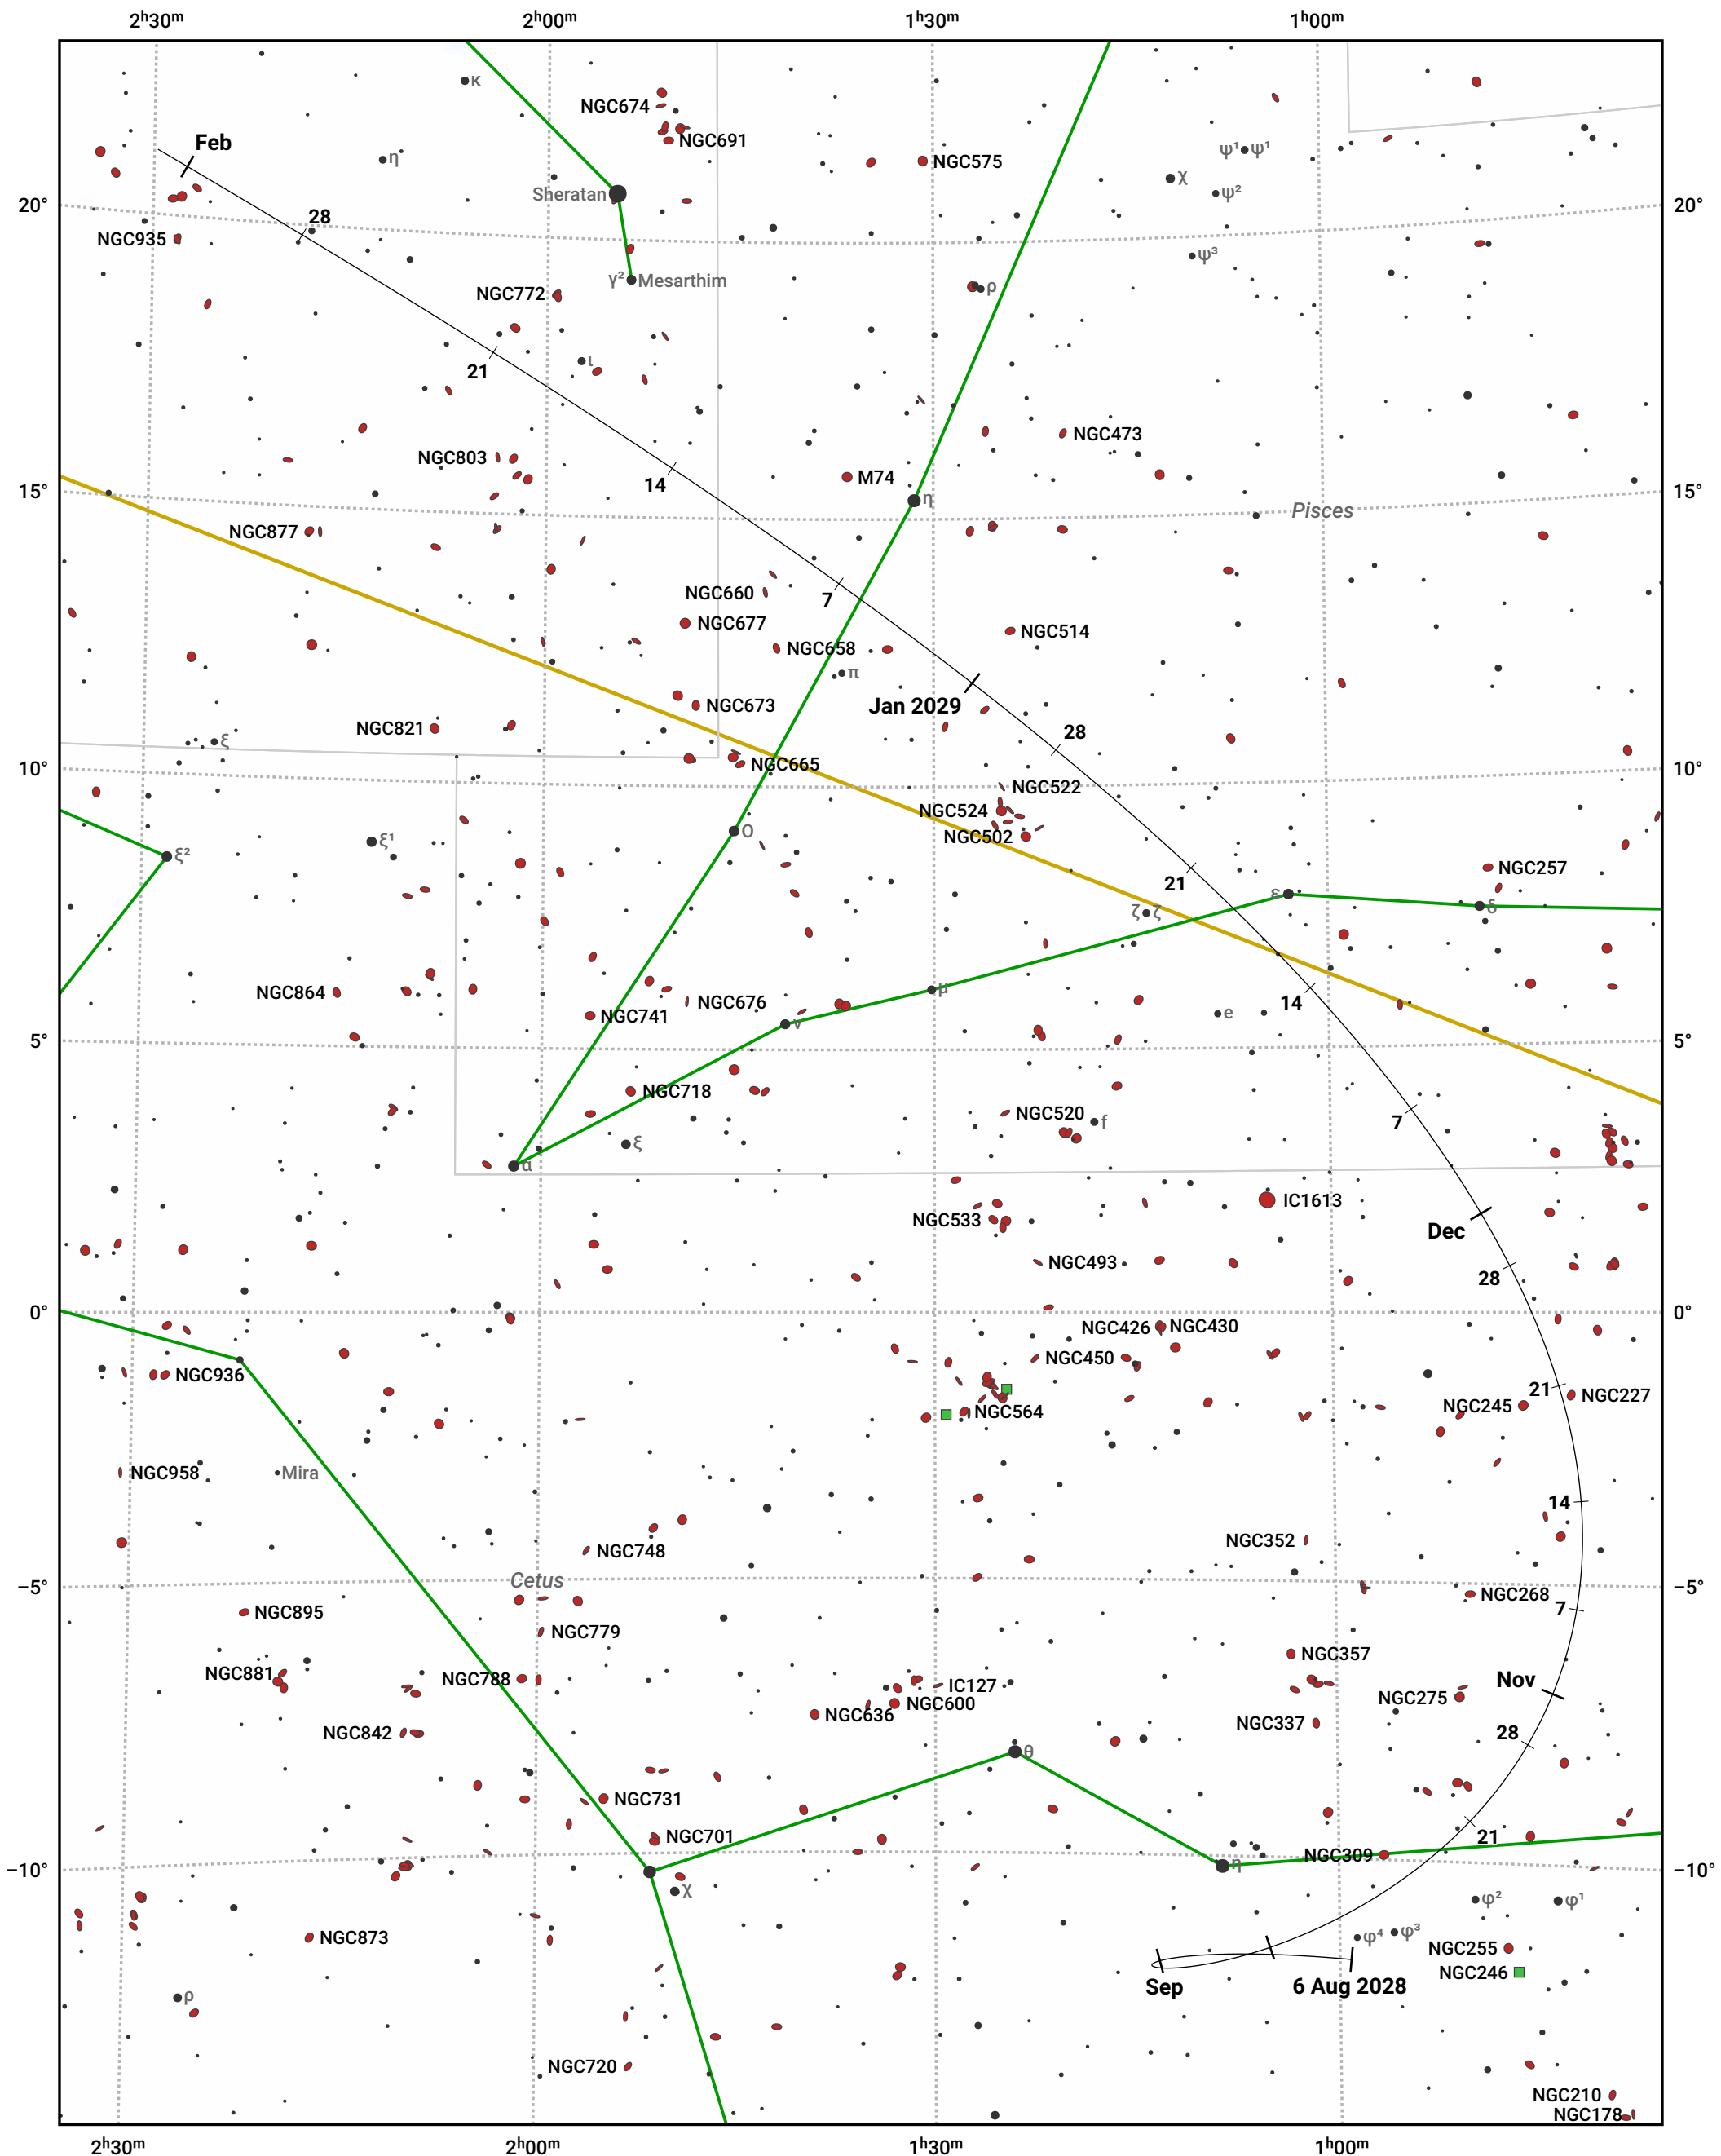 2ʰ30ᵐ 2ʰ00ᵐ 1ʰ30ᵐ 1ʰ00ᵐ
κ
NGC674
NGC691
Feb
η
NGC575
ψ¹ ψ¹
χ
ψ²
Sheratan
20° 20°
28
NGC935
ψ³
γ² Mesarthim
NGC772
ρ
ι
21
NGC473
NGC803
M74
14
15° 15°
η
Pisces
NGC877
NGC660
7
NGC677
NGC514
NGC658
π
NGC673
Jan 2029
NGC821
28
ξ
NGC665
10° 10°
NGC522
NGC524
ο
NGC502
ξ²
ξ¹
NGC257
21
ε
δ
ζ ζ
NGC864
μ
NGC676
14
NGC741
e
ν
5° 5°
NGC718
NGC520
f
7
ξ
α
IC1613
NGC533
Dec
NGC493
28
0° 0°
NGC426 NGC430
NGC450
NGC936
21
NGC227
NGC245
NGC564
Mira
NGC958
14
NGC352
NGC748
Cetus
−5° −5°
NGC268
NGC895
7
NGC779
NGC357
NGC881
NGC788
Nov
IC127
NGC275
NGC600
NGC636
NGC337
NGC842
28
θ
NGC731
NGC701
21
NGC309
η
−10° −10°
χ
φ² φ¹
φ⁴ φ³
NGC873
NGC255
NGC246
Sep
6 Aug 2028
ρ
NGC720
NGC210
NGC178
2ʰ30ᵐ 2ʰ00ᵐ 1ʰ30ᵐ 1ʰ00ᵐ